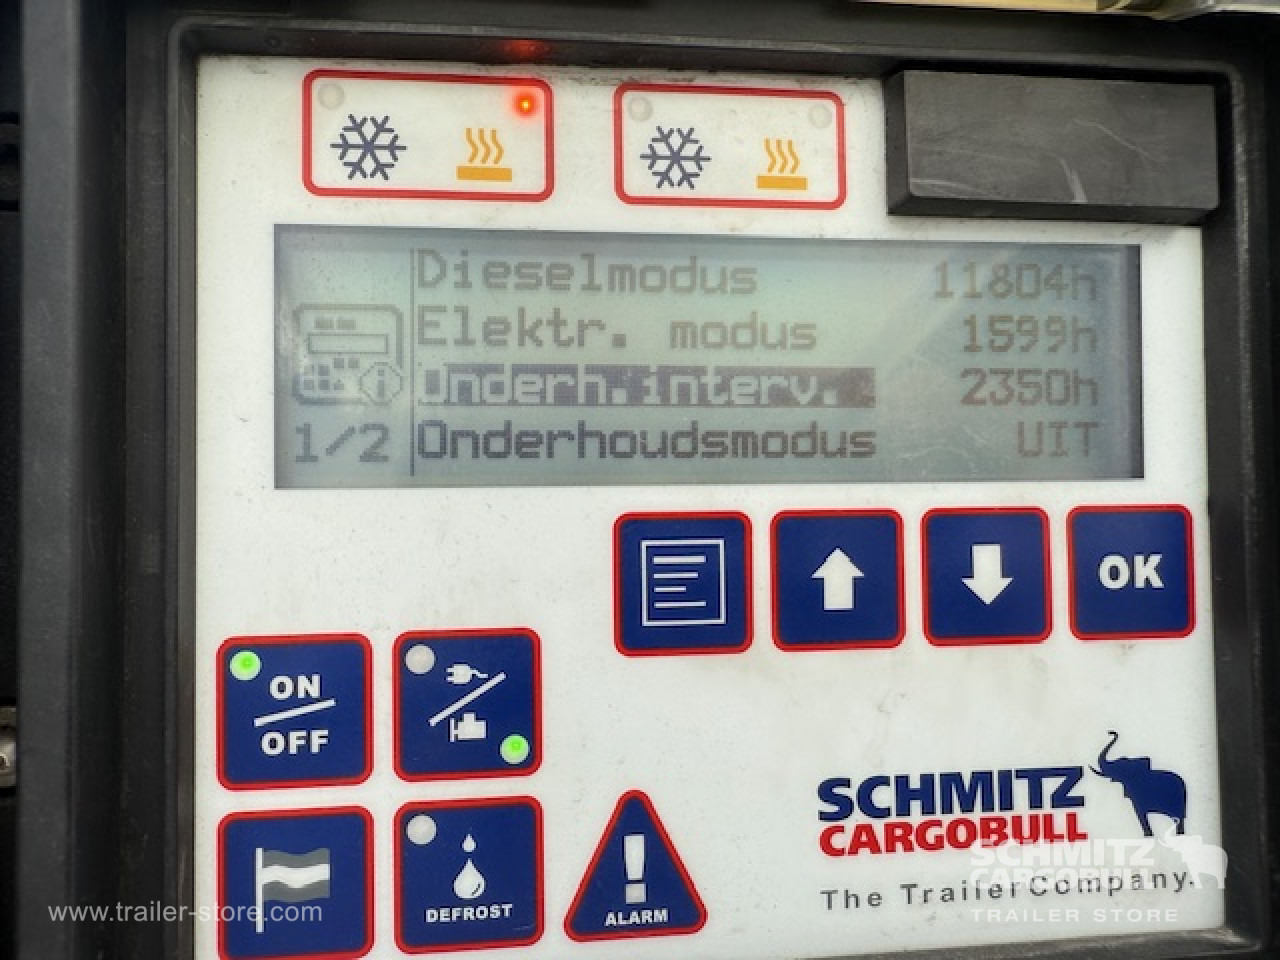 Dieselmodus 11804h
Elektr. modus 1599h
Onderh.interv. 2350h
1/2 Onderhoudsmodus UIT
OK
ON
OFF
DEFROST
ALARM
SCHMITZ
CARGOBULL
The TrailerCompany.
www.trailer-store.com
SCHMITZ
CARGOBULL
TRAILER STORE